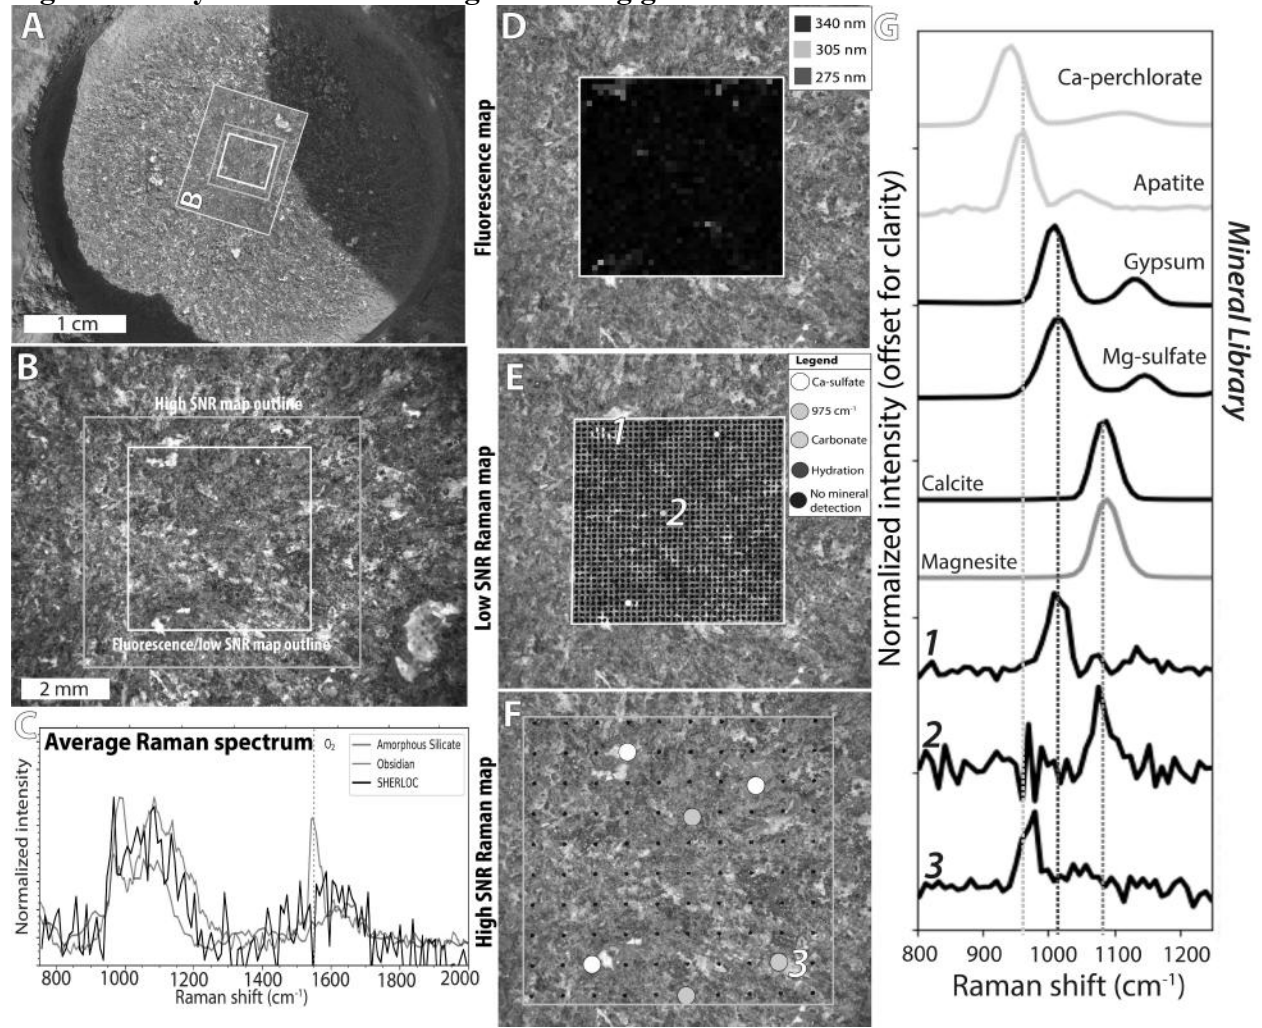 A
B
1 cm
B
High SNR map outline
Fluorescence/low SNR map outline
2 mm
C
Average Raman spectrum
O₂
Amorphous Silicate
Obsidian
SHERLOC
Normalized intensity
800 1000 1200 1400 1600 1800 2000
Raman shift (cm⁻¹)
Fluorescence map
D
340 nm
305 nm
275 nm
Low SNR Raman map
E
Legend
Ca-sulfate
975 cm⁻¹
Carbonate
Hydration
No mineral
detection
1
2
High SNR Raman map
F
3
G
Normalized intensity (offset for clarity)
Ca-perchlorate
Apatite
Gypsum
Mg-sulfate
Calcite
Magnesite
1
2
3
800 900 1000 1100 1200
Raman shift (cm⁻¹)
Mineral Library